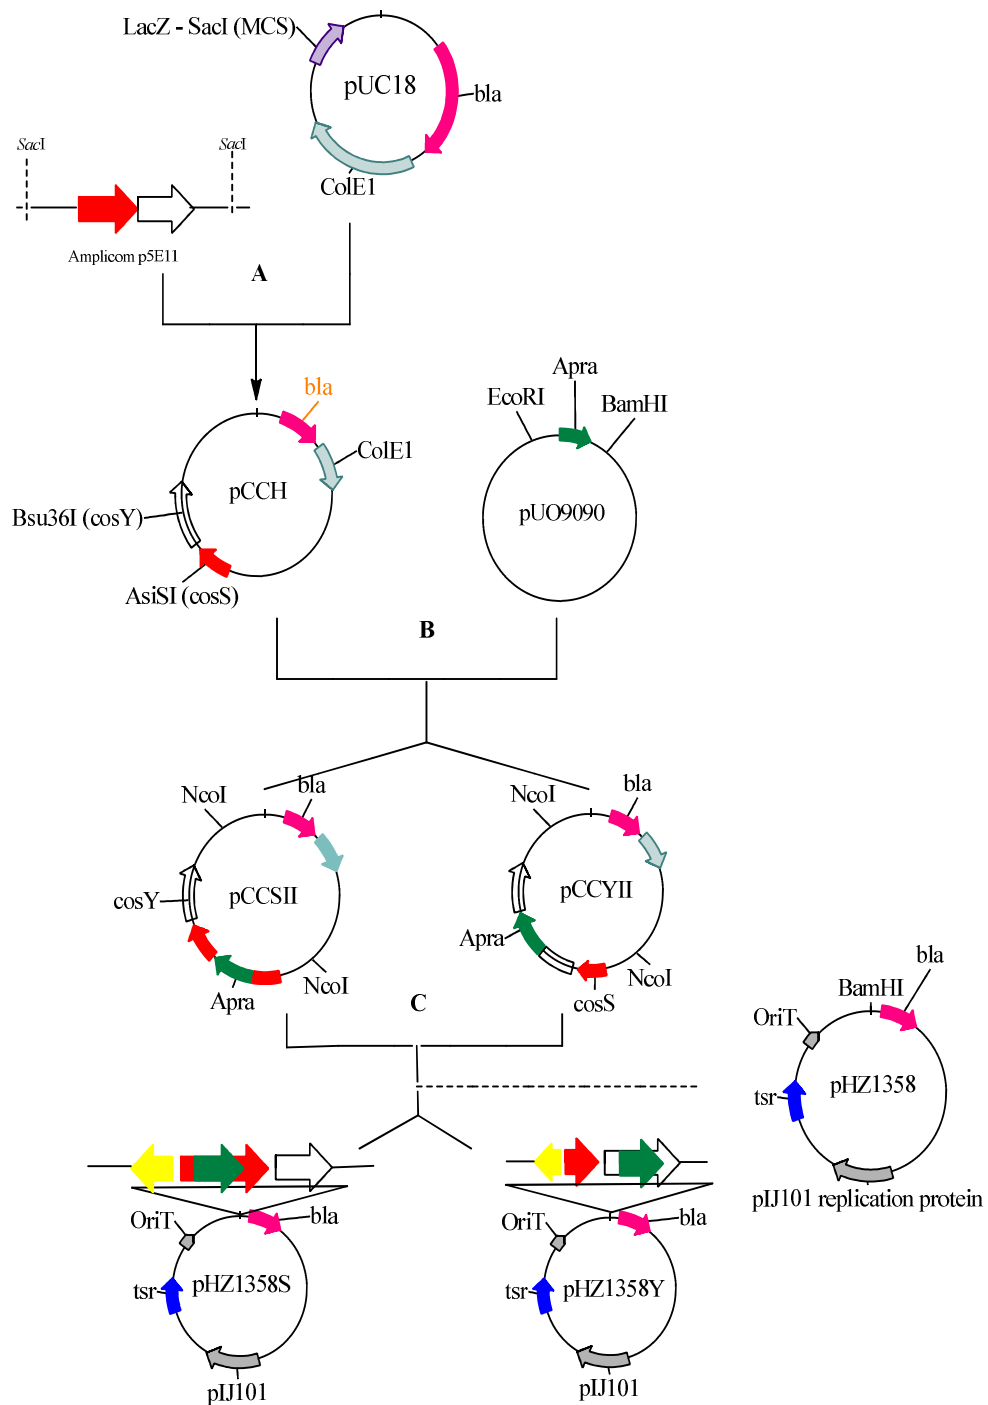 LacZ - SacI (MCS)
pUC18
bla
ColE1
SacI
SacI
Amplicom p5E11
A
bla
ColE1
pCCH
Bsu36I (cosY)
AsiSI (cosS)
Apra
EcoRI
BamHI
pUO9090
B
NcoI
bla
cosY
pCCSII
Apra
NcoI
NcoI
bla
pCCYII
Apra
cosS
NcoI
C
bla
BamHI
OriT
pHZ1358
tsr
pIJ101 replication protein
OriT
bla
pHZ1358S
tsr
pIJ101
OriT
bla
pHZ1358Y
tsr
pIJ101